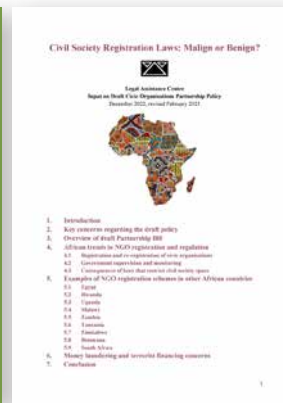 Civil Society Registration Laws: Malign or Benign?
Legal Assistance Centre
Input on Draft Civic Organisations Partnership Policy
December 2022, revised February 2023
1. Introduction
2. Key concerns regarding the draft policy
3. Overview of draft Partnership Bill
4. African trends in NGO registration and regulation
4.1 Registration and re-registration of civic organisations
4.2 Government supervision and monitoring
4.3 Consequences of laws that restrict civil society space
5. Examples of NGO registration schemes in other African countries
5.1 Egypt
5.2 Rwanda
5.3 Uganda
5.4 Malawi
5.5 Zambia
5.6 Tanzania
5.7 Zimbabwe
5.8 Botswana
5.9 South Africa
6. Money laundering and terrorist financing concerns
7. Conclusion
1